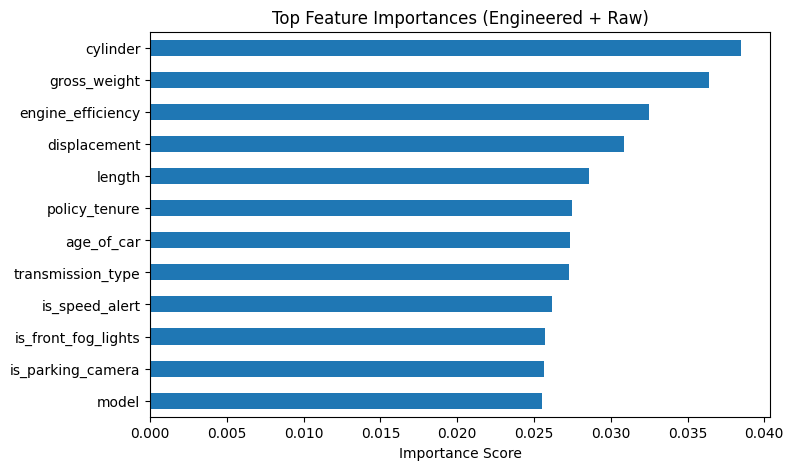 Top Feature Importances (Engineered + Raw)
cylinder
gross_weight
engine_efficiency
displacement
length
policy_tenure
age_of_car
transmission_type
is_speed_alert
is_front_fog_lights
is_parking_camera
model
0.000 0.005 0.010 0.015 0.020 0.025 0.030 0.035 0.040
Importance Score